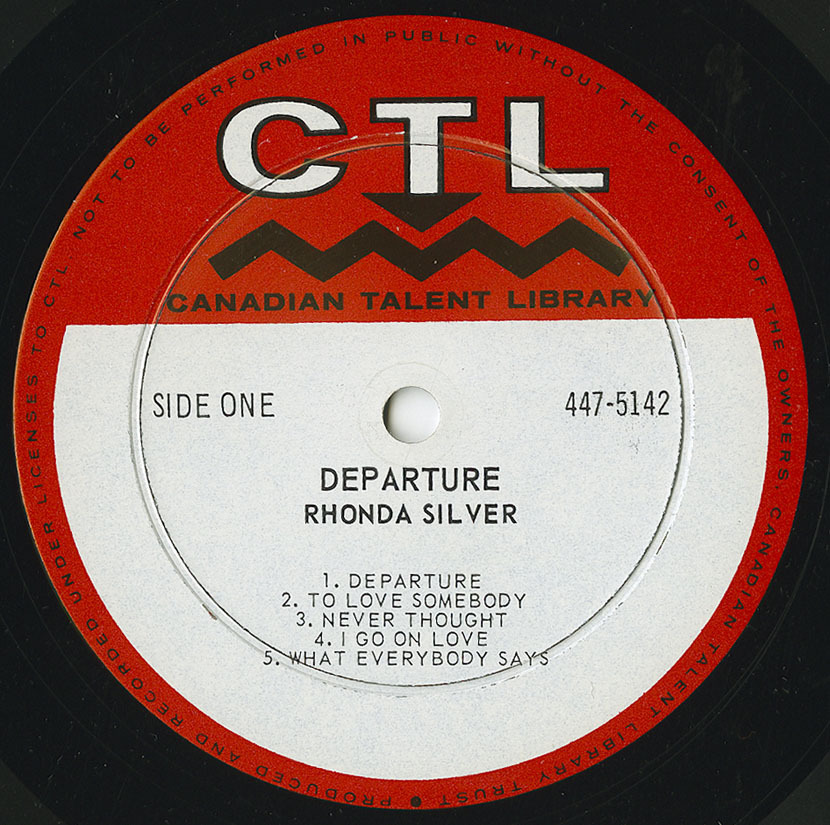 CTL
CANADIAN TALENT LIBRARY
SIDE ONE
447-5142
DEPARTURE
RHONDA SILVER
1. DEPARTURE
2. TO LOVE SOMEBODY
3. NEVER THOUGHT
4. I GO ON LOVE
5. WHAT EVERYBODY SAYS
PRODUCED AND RECORDED UNDER LICENSES TO CTL. NOT TO BE PERFORMED IN PUBLIC WITHOUT THE CONSENT OF THE OWNERS, CANADIAN TALENT LIBRARY TRUST